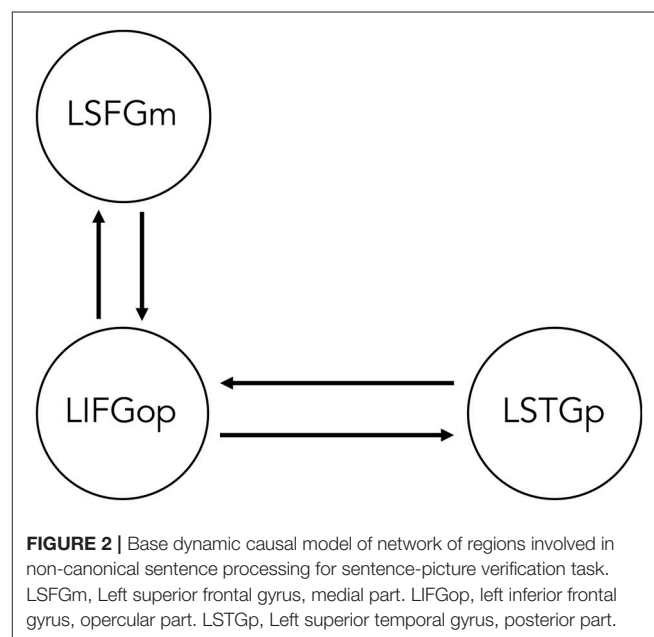 LSFGm
LIFGop
LSTGp
FIGURE 2 | Base dynamic causal model of network of regions involved in
non-canonical sentence processing for sentence-picture verification task.
LSFGm, Left superior frontal gyrus, medial part. LIFGop, left inferior frontal
gyrus, opercular part. LSTGp, Left superior temporal gyrus, posterior part.